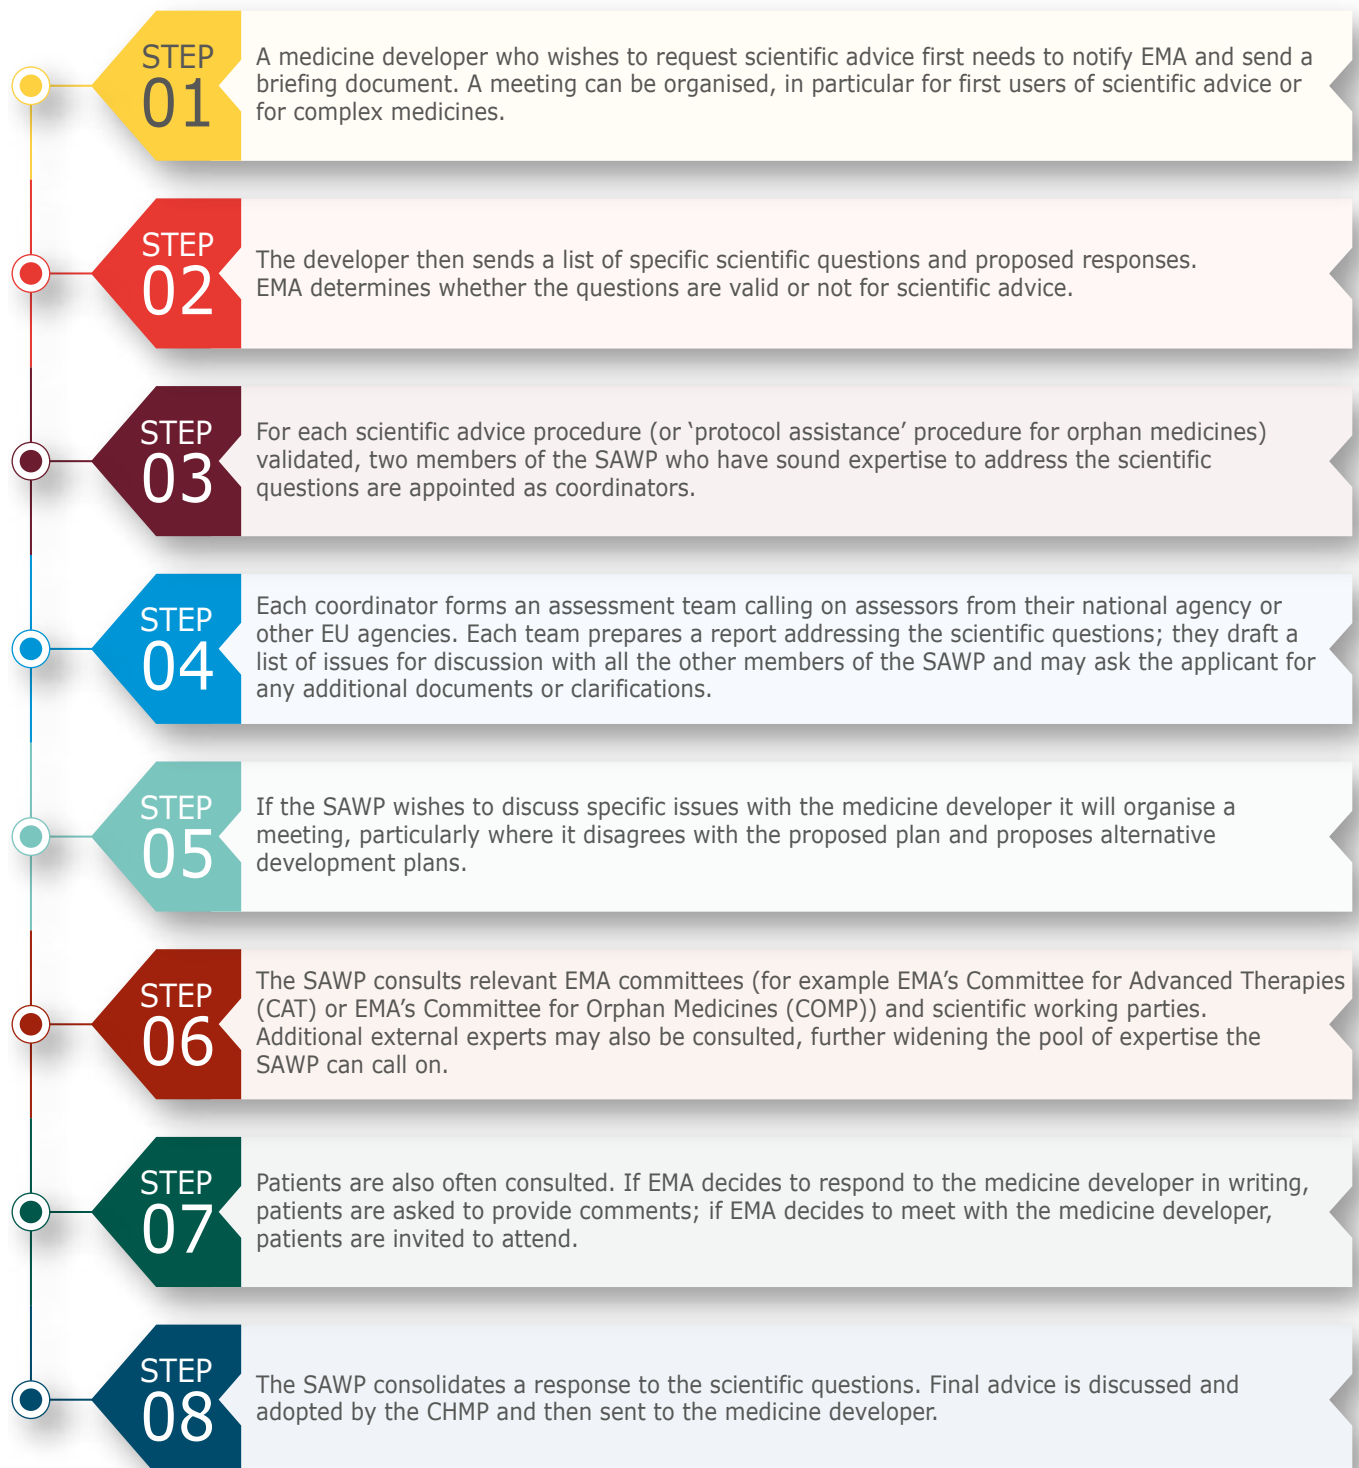 STEP
01
A medicine developer who wishes to request scientific advice first needs to notify EMA and send a
briefing document. A meeting can be organised, in particular for first users of scientific advice or
for complex medicines.
STEP
02
The developer then sends a list of specific scientific questions and proposed responses.
EMA determines whether the questions are valid or not for scientific advice.
STEP
03
For each scientific advice procedure (or ‘protocol assistance’ procedure for orphan medicines)
validated, two members of the SAWP who have sound expertise to address the scientific
questions are appointed as coordinators.
STEP
04
Each coordinator forms an assessment team calling on assessors from their national agency or
other EU agencies. Each team prepares a report addressing the scientific questions; they draft a
list of issues for discussion with all the other members of the SAWP and may ask the applicant for
any additional documents or clarifications.
STEP
05
If the SAWP wishes to discuss specific issues with the medicine developer it will organise a
meeting, particularly where it disagrees with the proposed plan and proposes alternative
development plans.
STEP
06
The SAWP consults relevant EMA committees (for example EMA’s Committee for Advanced Therapies
(CAT) or EMA’s Committee for Orphan Medicines (COMP)) and scientific working parties.
Additional external experts may also be consulted, further widening the pool of expertise the
SAWP can call on.
STEP
07
Patients are also often consulted. If EMA decides to respond to the medicine developer in writing,
patients are asked to provide comments; if EMA decides to meet with the medicine developer,
patients are invited to attend.
STEP
08
The SAWP consolidates a response to the scientific questions. Final advice is discussed and
adopted by the CHMP and then sent to the medicine developer.